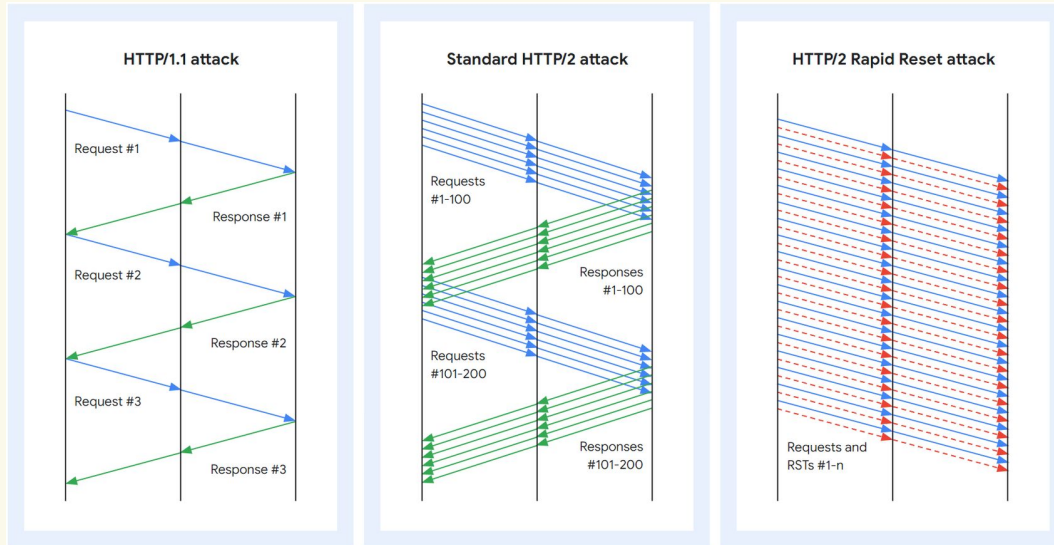 HTTP/1.1 attack
Request #1
Response #1
Request #2
Response #2
Request #3
Response #3
Standard HTTP/2 attack
Requests
#1-100
Responses
#1-100
Requests
#101-200
Responses
#101-200
HTTP/2 Rapid Reset attack
Requests and
RSTs #1-n